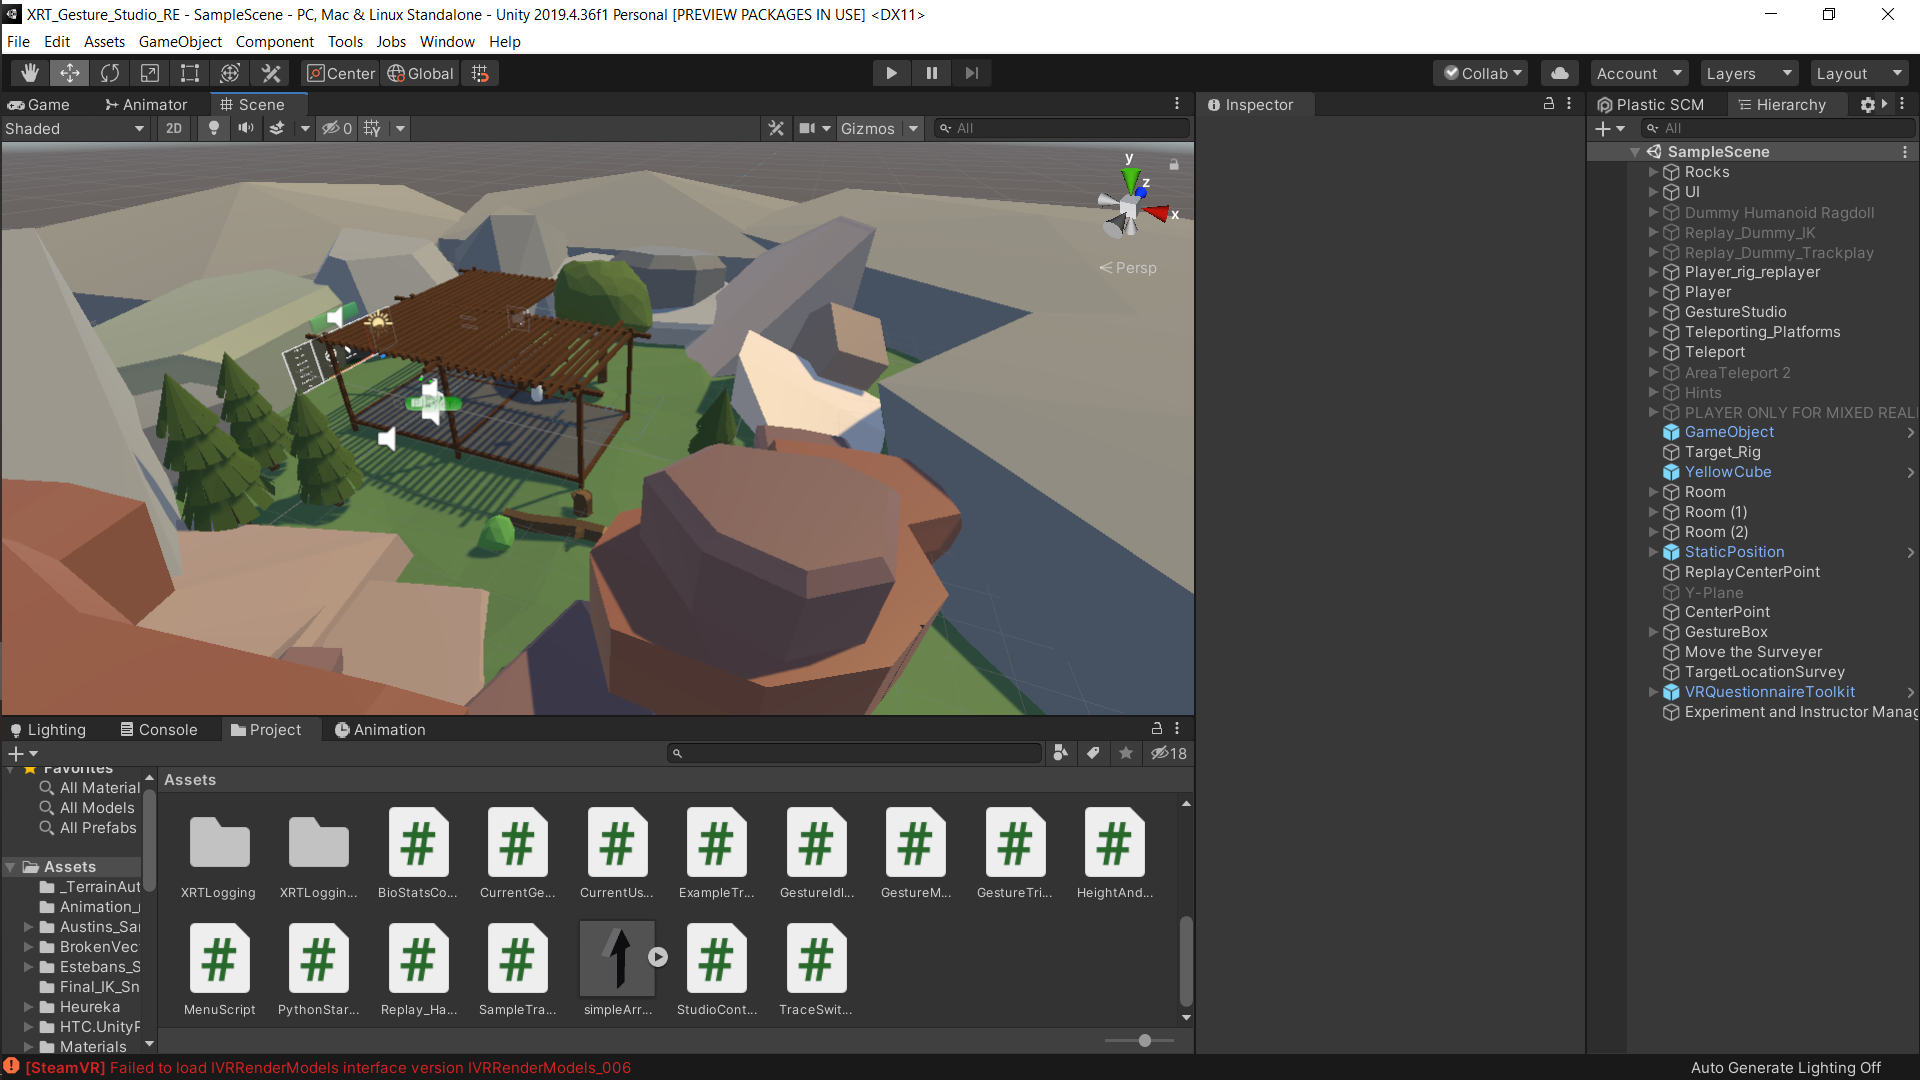 XRT_Gesture_Studio_RE - SampleScene - PC, Mac & Linux Standalone - Unity 2019.4.36f1 Personal [PREVIEW PACKAGES IN USE] <DX11>
File Edit Assets GameObject Component Tools Jobs Window Help
Center Global Collab Account Layers Layout
Game Animator Scene
Shaded 2D 0 Gizmos All
y
z
x
Persp
Inspector
Plastic SCM Hierarchy
All
SampleScene
Rocks
UI
Dummy Humanoid Ragdoll
Replay_Dummy_IK
Replay_Dummy_Trackplay
Player_rig_replayer
Player
GestureStudio
Teleporting_Platforms
Teleport
AreaTeleport 2
Hints
PLAYER ONLY FOR MIXED REALI
GameObject
Target_Rig
YellowCube
Room
Room (1)
Room (2)
StaticPosition
ReplayCenterPoint
Y-Plane
CenterPoint
GestureBox
Move the Surveyer
TargetLocationSurvey
VRQuestionnaireToolkit
Experiment and Instructor Manag
Lighting Console Project Animation
18
Favorites
All Material
All Models
All Prefabs
Assets
_TerrainAut
Animation_
Austins_Sa
BrokenVec
Estebans_S
Final_IK_Sn
Heureka
HTC.UnityF
Materials
Assets
XRTLogging XRTLoggin... BioStatsCo... CurrentGe... CurrentUs... ExampleTr... GestureIdl... GestureM... GestureTri... HeightAnd...
MenuScript PythonStar... Replay_Ha... SampleTra... simpleArr... StudioCont... TraceSwit...
[SteamVR] Failed to load IVRRenderModels interface version IVRRenderModels_006
Auto Generate Lighting Off